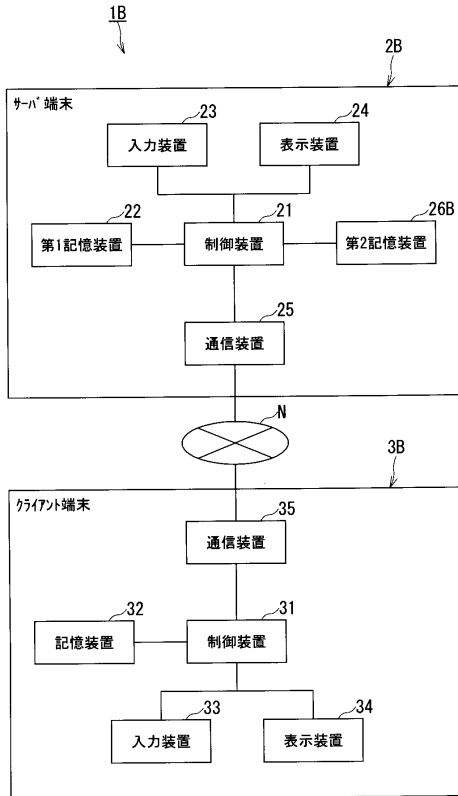 1B
2B
サーバ端末
23
24
入力装置
表示装置
22
21
26B
第1記憶装置
制御装置
第2記憶装置
25
通信装置
N
3B
クライアント端末
35
通信装置
32
31
記憶装置
制御装置
33
34
入力装置
表示装置